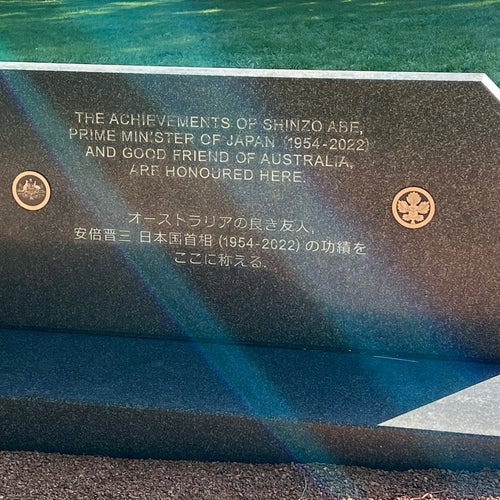 THE ACHIEVEMENTS OF SHINZO ABE,
PRIME MINISTER OF JAPAN (1954-2022)
AND GOOD FRIEND OF AUSTRALIA,
ARE HONOURED HERE.
オーストラリアの良き友人,
安倍晋三 日本国首相 (1954-2022) の功績を
ここに称える.